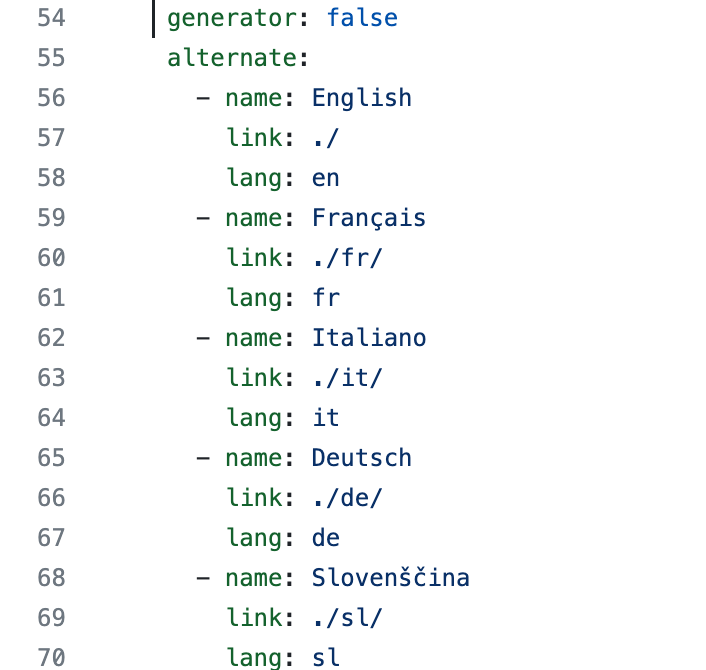 54 generator: false
55 alternate:
56 - name: English
57 link: ./
58 lang: en
59 - name: Français
60 link: ./fr/
61 lang: fr
62 - name: Italiano
63 link: ./it/
64 lang: it
65 - name: Deutsch
66 link: ./de/
67 lang: de
68 - name: Slovenščina
69 link: ./sl/
70 lang: sl